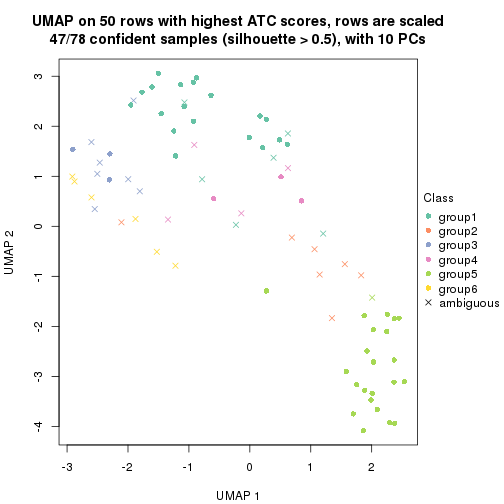 UMAP on 50 rows with highest ATC scores, rows are scaled
47/78 confident samples (silhouette > 0.5), with 10 PCs
3
2
1
0
-1
-2
-3
-4
UMAP 2
-3
-2
-1
0
1
2
UMAP 1
Class
group1
group2
group3
group4
group5
group6
ambiguous